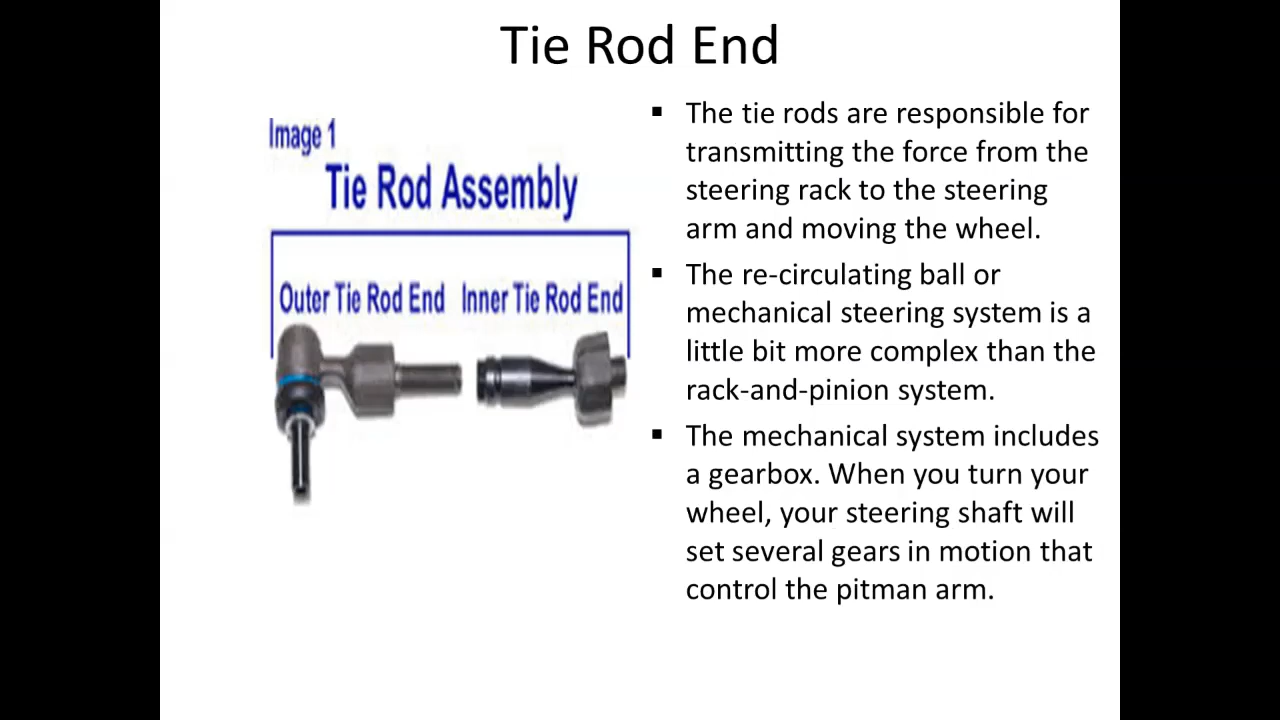 Tie Rod End
Image 1
Tie Rod Assembly
Outer Tie Rod End Inner Tie Rod End
▪ The tie rods are responsible for
transmitting the force from the
steering rack to the steering
arm and moving the wheel.
▪ The re-circulating ball or
mechanical steering system is a
little bit more complex than the
rack-and-pinion system.
▪ The mechanical system includes
a gearbox. When you turn your
wheel, your steering shaft will
set several gears in motion that
control the pitman arm.